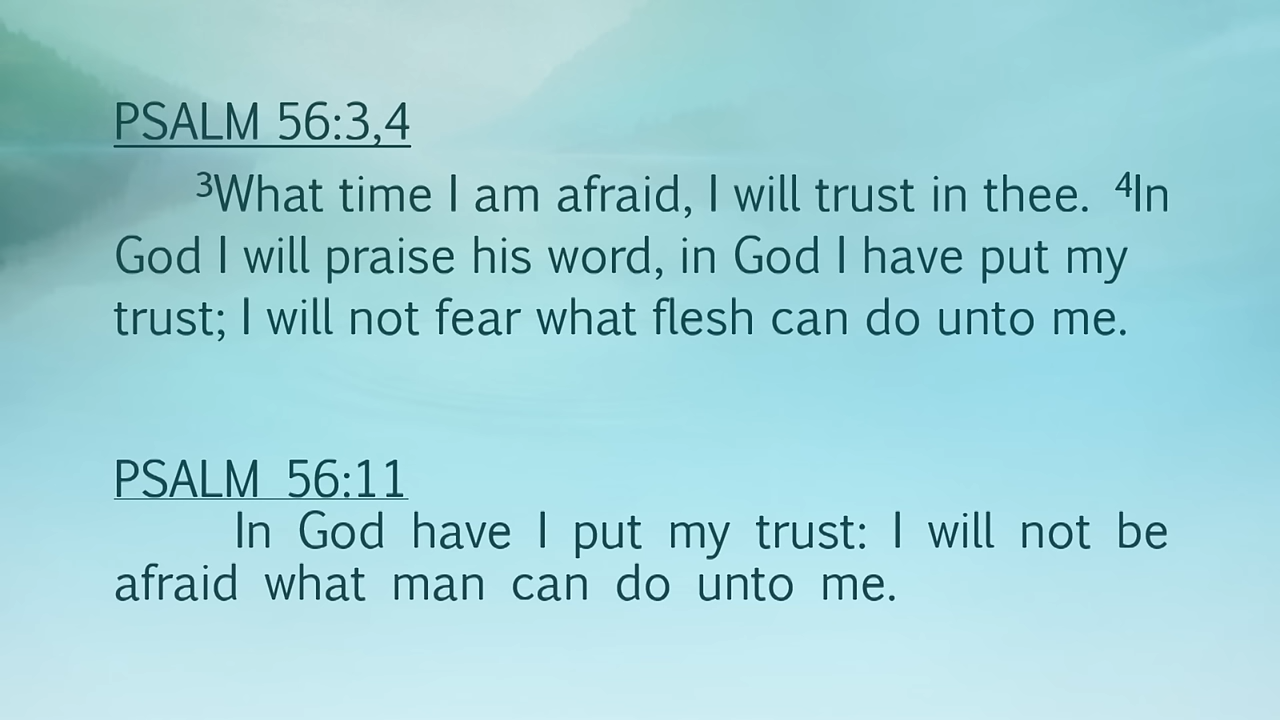 PSALM 56:3,4
³What time I am afraid, I will trust in thee. ⁴In
God I will praise his word, in God I have put my
trust; I will not fear what flesh can do unto me.
PSALM 56:11
In God have I put my trust: I will not be
afraid what man can do unto me.